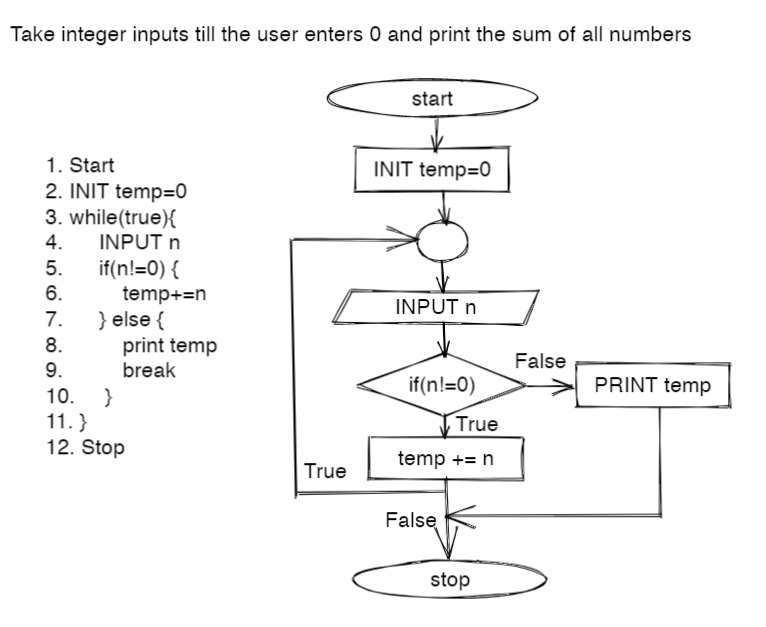 Take integer inputs till the user enters 0 and print the sum of all numbers
1. Start
2. INIT temp=0
3. while(true){
4. INPUT n
5. if(n!=0) {
6. temp+=n
7. } else {
8. print temp
9. break
10. }
11. }
12. Stop
start
INIT temp=0
INPUT n
if(n!=0)
False
PRINT temp
True
temp += n
True
False
stop